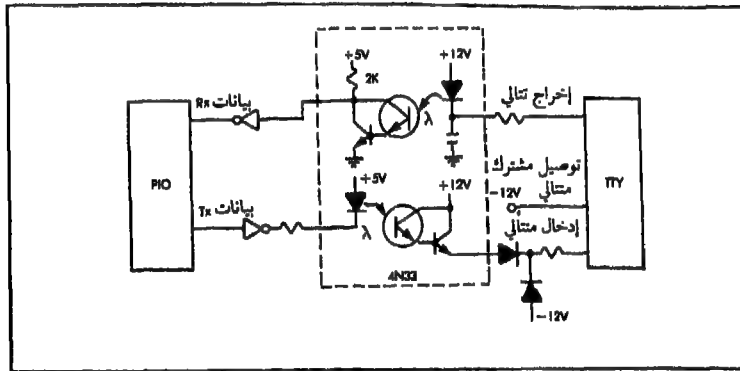 +5V
+12V
2K
إخراج تتالي
بيانات Rx
λ
PIO
TTY
توصيل مشترك
متتالي
-12V
+5V
+12V
بيانات Tx
إدخال متتالي
λ
4N33
-12V